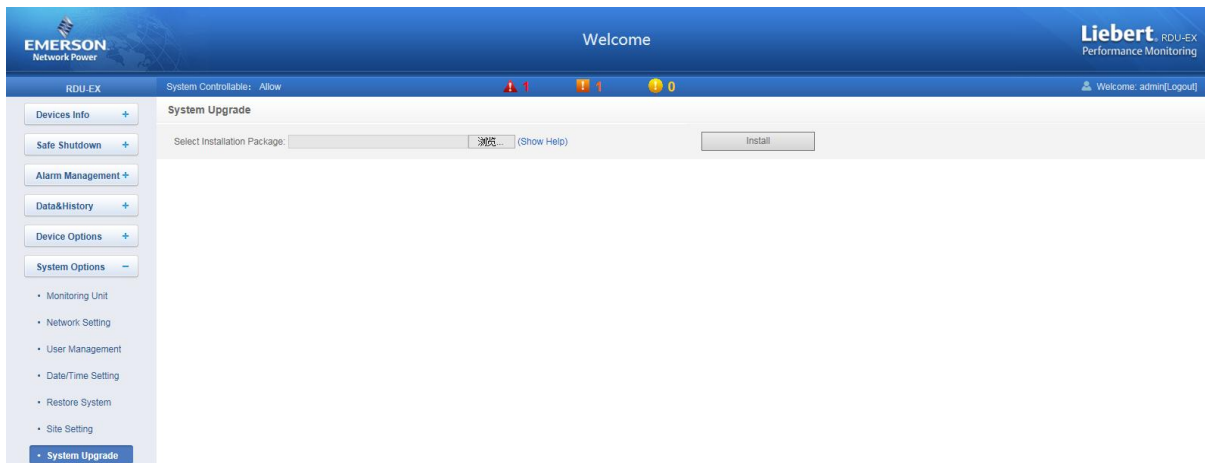 EMERSON
Network Power
Welcome
Liebert RDU-EX
Performance Monitoring
RDU-EX
System Controllable: Allow
1
1
0
Welcome: admin[Logout]
Devices Info +
Safe Shutdown +
Alarm Management +
Data&History +
Device Options +
System Options −
• Monitoring Unit
• Network Setting
• User Management
• Date/Time Setting
• Restore System
• Site Setting
• System Upgrade
System Upgrade
Select Installation Package:
浏览...
(Show Help)
Install